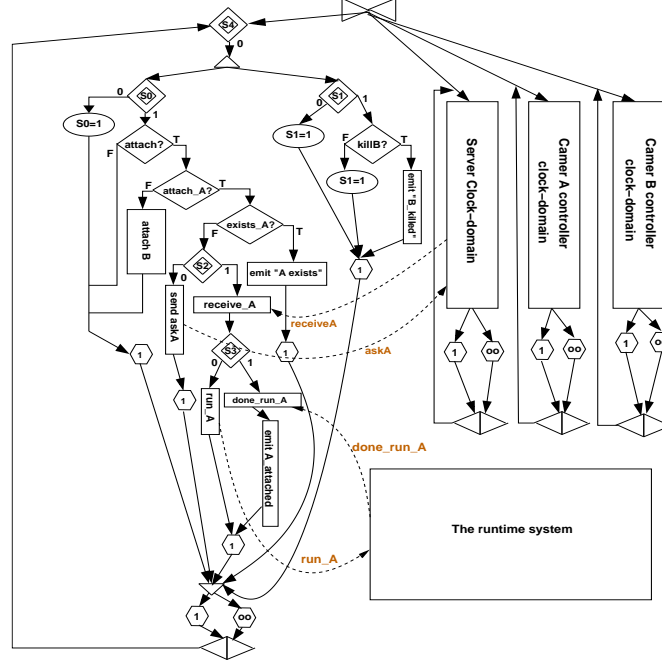 S4
0
0
S0
1
S0=1
0
S1
1
S1=1
attach?
F
T
F
killB?
T
S1=1
emit "B_killed"
attach_A?
F
T
attach B
exists_A?
F
T
S2
0
1
emit "A exists"
1
send askA
receive_A
receiveA
askA
1
S3
0
1
1
1
run_A
done_run_A
emit A_attached
1
done_run_A
run_A
1
oo
Server Clock-domain
Camer A controller
clock-domain
Camer B controller
clock-domain
1
oo
1
oo
1
oo
The runtime system